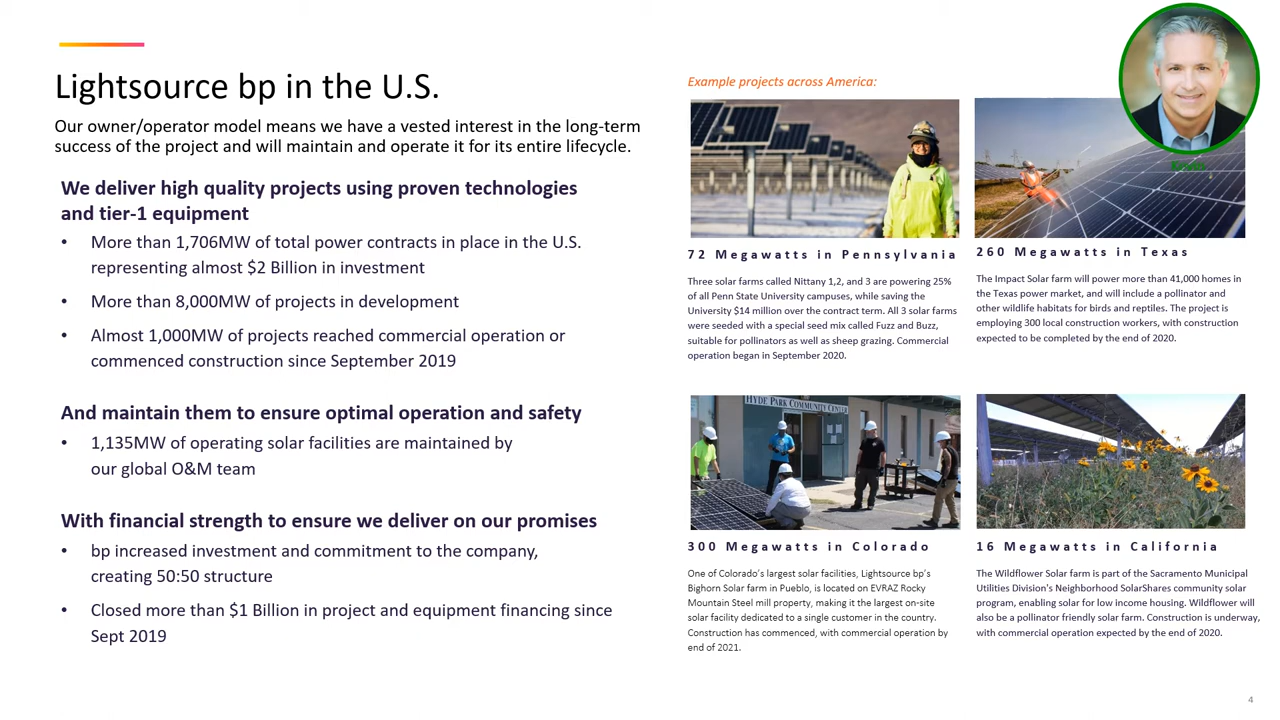 Lightsource bp in the U.S.
Our owner/operator model means we have a vested interest in the long-term
success of the project and will maintain and operate it for its entire lifecycle.
We deliver high quality projects using proven technologies
and tier-1 equipment
• More than 1,706MW of total power contracts in place in the U.S.
representing almost $2 Billion in investment
• More than 8,000MW of projects in development
• Almost 1,000MW of projects reached commercial operation or
commenced construction since September 2019
And maintain them to ensure optimal operation and safety
• 1,135MW of operating solar facilities are maintained by
our global O&M team
With financial strength to ensure we deliver on our promises
• bp increased investment and commitment to the company,
creating 50:50 structure
• Closed more than $1 Billion in project and equipment financing since
Sept 2019
Example projects across America:
72 Megawatts in Pennsylvania
Three solar farms called Nittany 1,2, and 3 are powering 25%
of all Penn State University campuses, while saving the
University $14 million over the contract term. All 3 solar farms
were seeded with a special seed mix called Fuzz and Buzz,
suitable for pollinators as well as sheep grazing. Commercial
operation began in September 2020.
260 Megawatts in Texas
The Impact Solar farm will power more than 41,000 homes in
the Texas power market, and will include a pollinator and
other wildlife habitats for birds and reptiles. The project is
employing 300 local construction workers, with construction
expected to be completed by the end of 2020.
HYDE PARK COMMUNITY CENTER
300 Megawatts in Colorado
One of Colorado's largest solar facilities, Lightsource bp's
Bighorn Solar farm in Pueblo, is located on EVRAZ Rocky
Mountain Steel mill property, making it the largest on-site
solar facility dedicated to a single customer in the country.
Construction has commenced, with commercial operation by
end of 2021.
16 Megawatts in California
The Wildflower Solar farm is part of the Sacramento Municipal
Utilities Division's Neighborhood SolarShares community solar
program, enabling solar for low income housing. Wildflower will
also be a pollinator friendly solar farm. Construction is underway,
with commercial operation expected by the end of 2020.
4